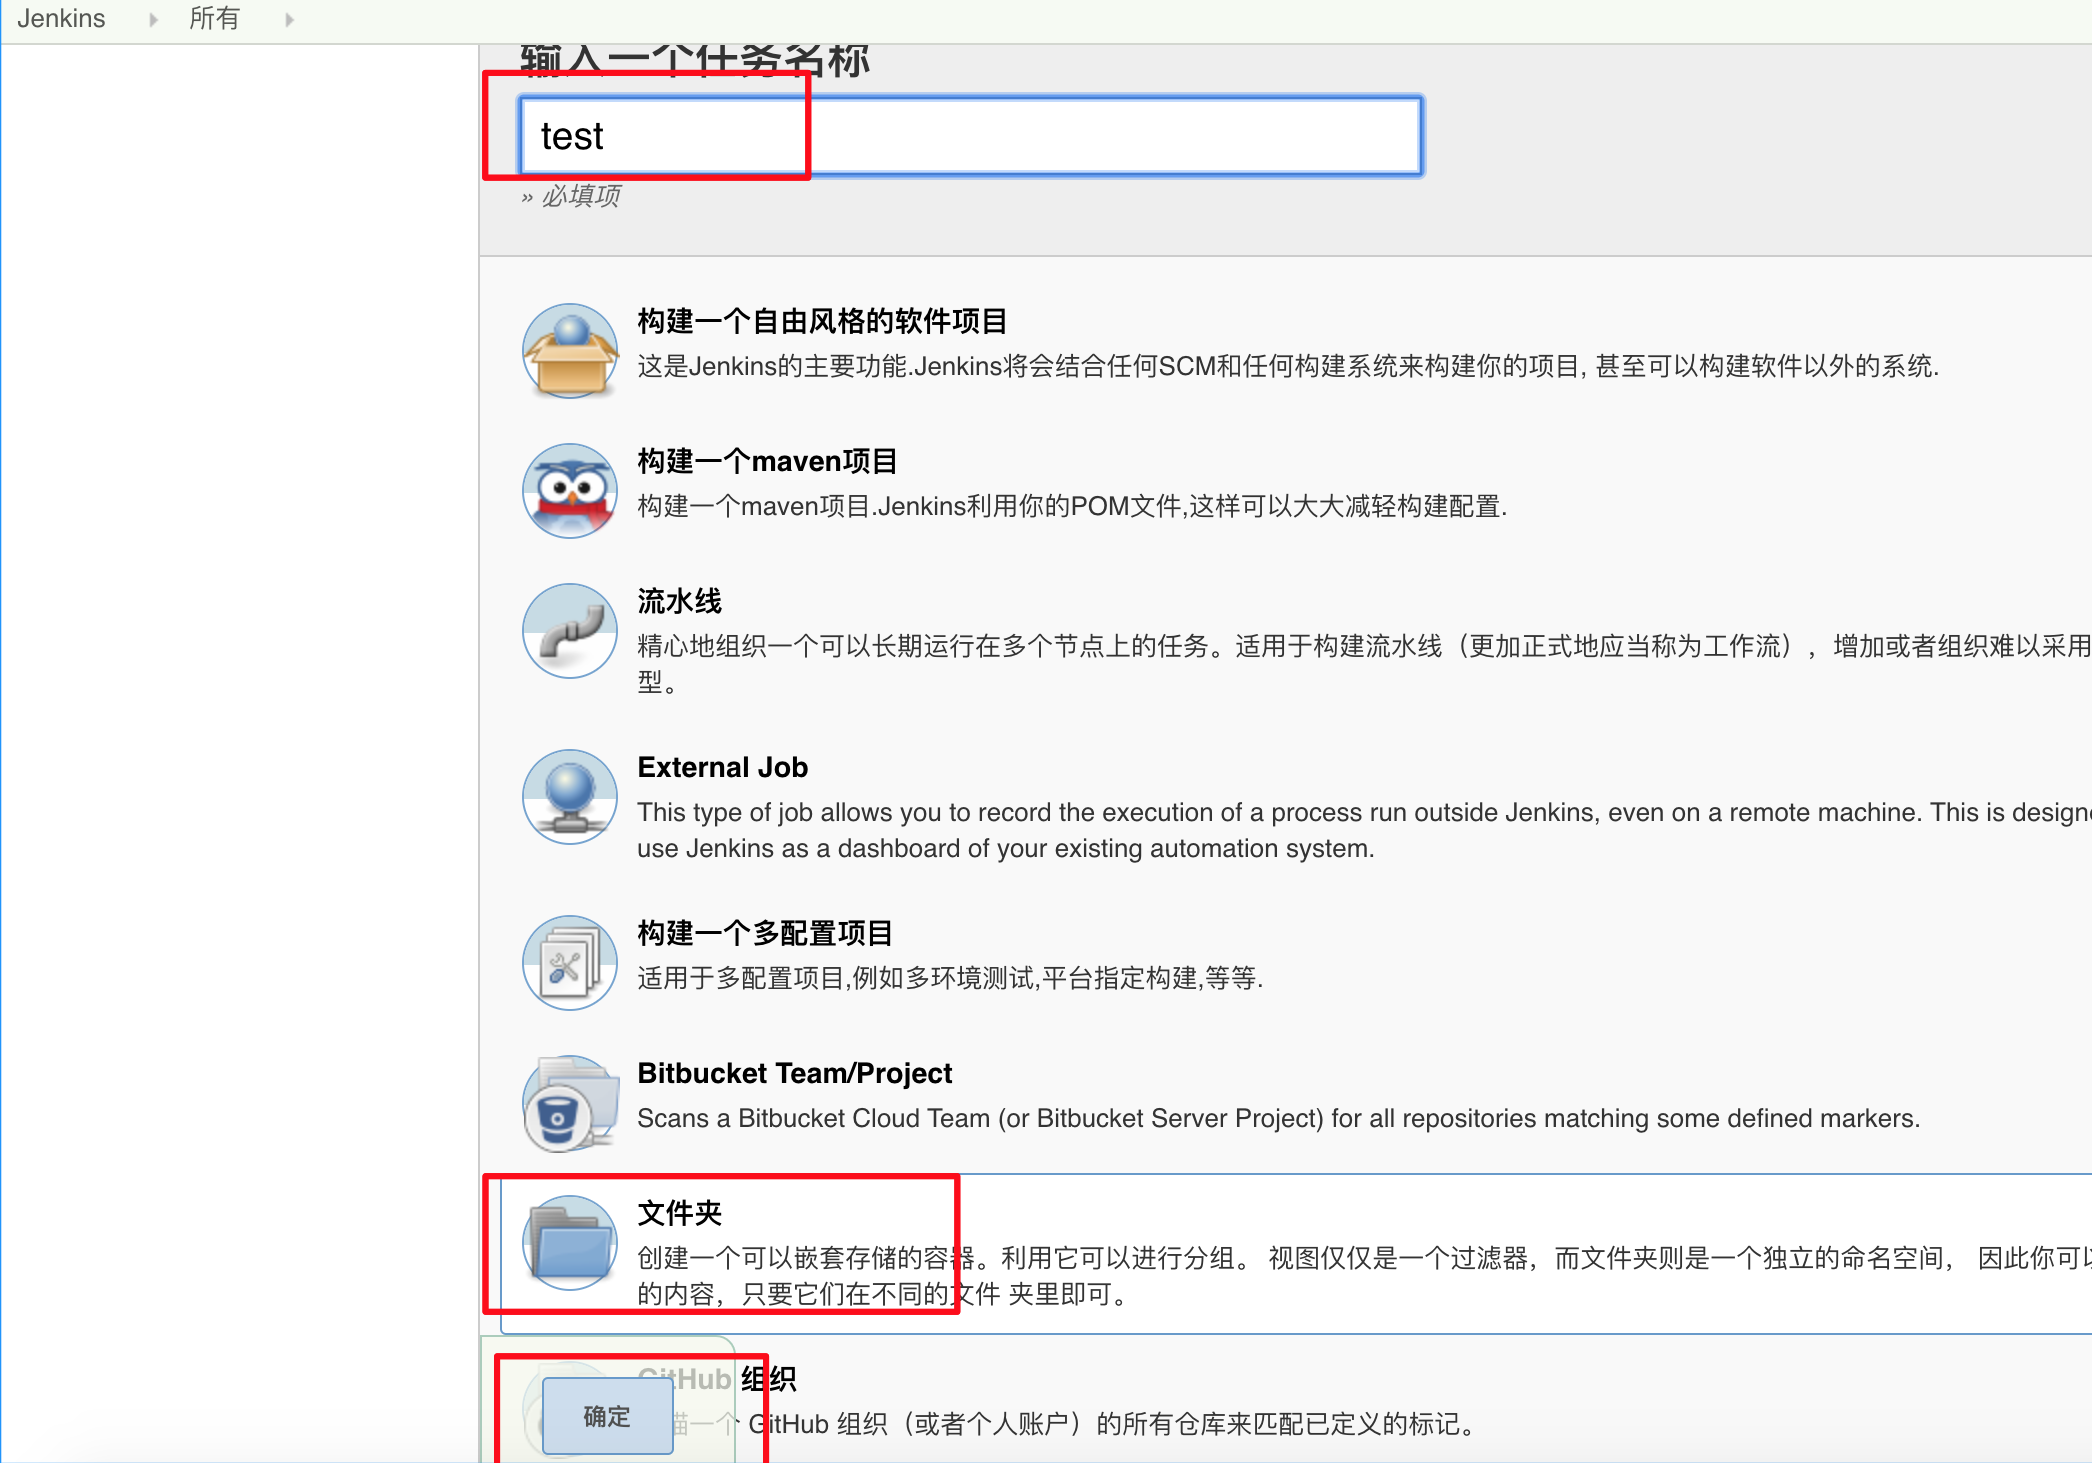 Jenkins 所有
输入一个任务名称
test
» 必填项
构建一个自由风格的软件项目
这是Jenkins的主要功能.Jenkins将会结合任何SCM和任何构建系统来构建你的项目, 甚至可以构建软件以外的系统.
构建一个maven项目
构建一个maven项目.Jenkins利用你的POM文件,这样可以大大减轻构建配置.
流水线
精心地组织一个可以长期运行在多个节点上的任务。适用于构建流水线（更加正式地应当称为工作流），增加或者组织难以采用
型。
External Job
This type of job allows you to record the execution of a process run outside Jenkins, even on a remote machine. This is designe
use Jenkins as a dashboard of your existing automation system.
构建一个多配置项目
适用于多配置项目,例如多环境测试,平台指定构建,等等.
Bitbucket Team/Project
Scans a Bitbucket Cloud Team (or Bitbucket Server Project) for all repositories matching some defined markers.
文件夹
创建一个可以嵌套存储的容器。利用它可以进行分组。 视图仅仅是一个过滤器，而文件夹则是一个独立的命名空间， 因此你可以
的内容，只要它们在不同的文件 夹里即可。
GitHub 组织
描一个 GitHub 组织（或者个人账户）的所有仓库来匹配已定义的标记。
确定